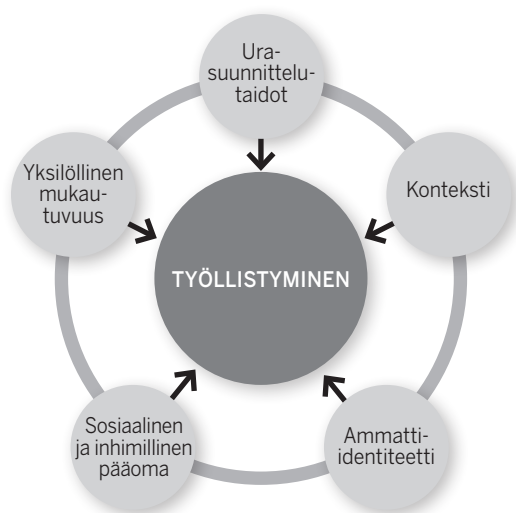 Ura-
suunnittelu-
taidot
Yksilöllinen
mukau-
tuvuus
Konteksti
TYÖLLISTYMINEN
Sosiaalinen
ja inhimillinen
pääoma
Ammatti-
identiteetti